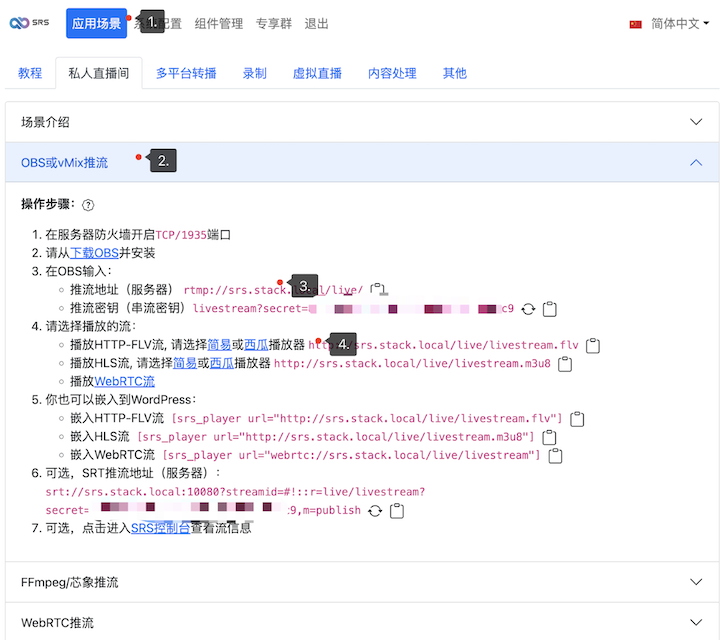 SRS 应用场景 1. 系统配置 组件管理 专享群 退出 简体中文
教程 私人直播间 多平台转播 录制 虚拟直播 内容处理 其他
场景介绍
OBS或vMix推流 2.
操作步骤:
1. 在服务器防火墙开启TCP/1935端口
2. 请从下载OBS并安装
3. 在OBS输入:
推流地址（服务器） rtmp://srs.stack.local/live/ 3.
推流密钥（串流密钥） livestream?secret= c9
4. 请选择播放的流:
播放HTTP-FLV流, 请选择简易或西瓜播放器 http://srs.stack.local/live/livestream.flv 4.
播放HLS流, 请选择简易或西瓜播放器 http://srs.stack.local/live/livestream.m3u8
播放WebRTC流
5. 你也可以嵌入到WordPress:
嵌入HTTP-FLV流 [srs_player url="http://srs.stack.local/live/livestream.flv"]
嵌入HLS流 [srs_player url="http://srs.stack.local/live/livestream.m3u8"]
嵌入WebRTC流 [srs_player url="webrtc://srs.stack.local/live/livestream"]
6. 可选，SRT推流地址（服务器）:
srt://srs.stack.local:10080?streamid=#!::r=live/livestream?
secret= 9,m=publish
7. 可选，点击进入SRS控制台查看流信息
FFmpeg/芯象推流
WebRTC推流